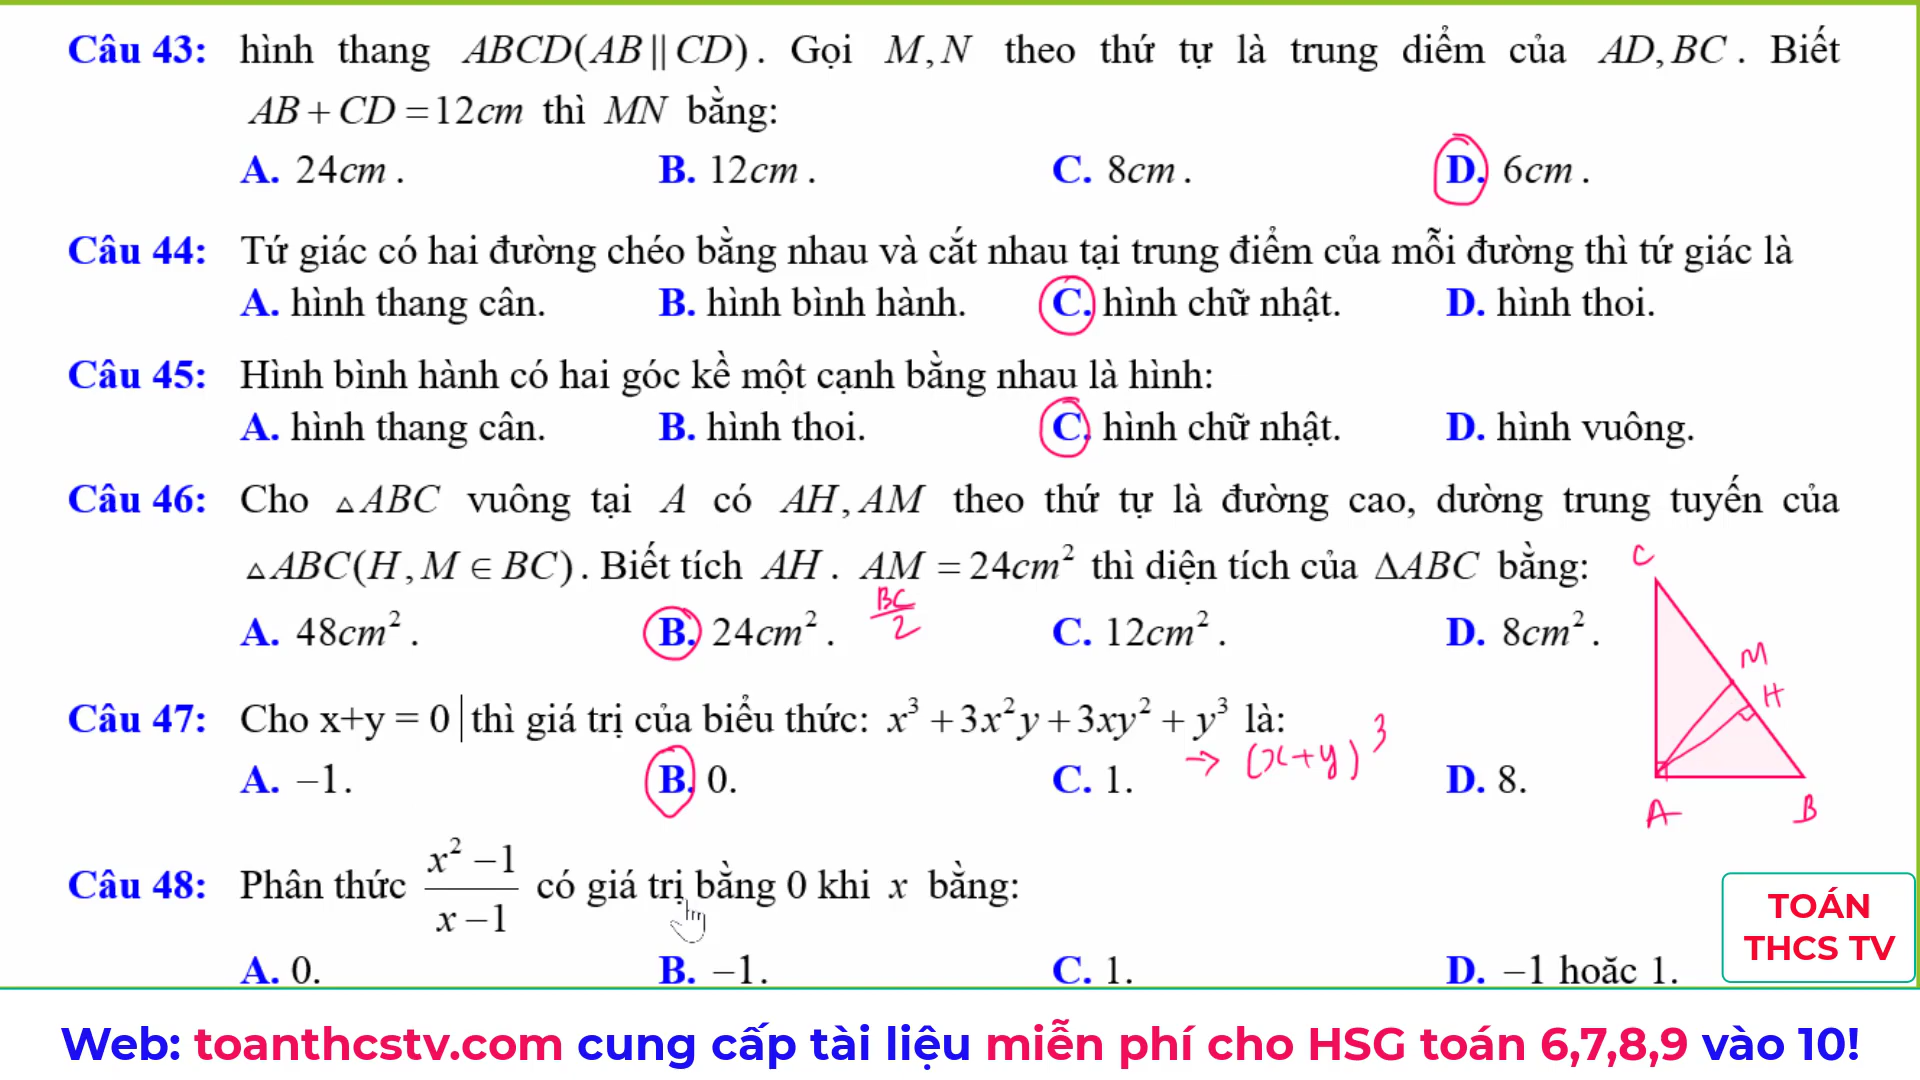 Câu 43: hình thang ABCD(AB || CD). Gọi M, N theo thứ tự là trung diểm của AD, BC. Biết
AB + CD = 12cm thì MN bằng:
A. 24cm. B. 12cm. C. 8cm. D. 6cm.
Câu 44: Tứ giác có hai đường chéo bằng nhau và cắt nhau tại trung điểm của mỗi đường thì tứ giác là
A. hình thang cân. B. hình bình hành. C. hình chữ nhật. D. hình thoi.
Câu 45: Hình bình hành có hai góc kề một cạnh bằng nhau là hình:
A. hình thang cân. B. hình thoi. C. hình chữ nhật. D. hình vuông.
Câu 46: Cho △ABC vuông tại A có AH, AM theo thứ tự là đường cao, dường trung tuyến của
△ABC(H, M ∈ BC). Biết tích AH. AM = 24cm² thì diện tích của ΔABC bằng:
BC/2
A. 48cm². B. 24cm². C. 12cm². D. 8cm².
C
M
H
A
B
Câu 47: Cho x+y = 0 | thì giá trị của biểu thức: x³ + 3x²y + 3xy² + y³ là:
→ (x+y)³
A. −1. B. 0. C. 1. D. 8.
Câu 48: Phân thức (x² − 1)/(x − 1) có giá trị bằng 0 khi x bằng:
A. 0. B. −1. C. 1. D. −1 hoăc 1.
TOÁN
THCS TV
Web: toanthcstv.com cung cấp tài liệu miễn phí cho HSG toán 6,7,8,9 vào 10!